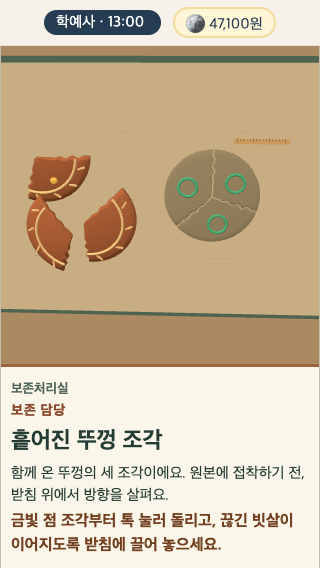 학예사 · 13:00
47,100원
보존처리실
보존 담당
흩어진 뚜껑 조각
함께 온 뚜껑의 세 조각이에요. 원본에 접착하기 전,
받침 위에서 방향을 살펴요.
금빛 점 조각부터 톡 눌러 돌리고, 끊긴 빗살이
이어지도록 받침에 끌어 놓으세요.